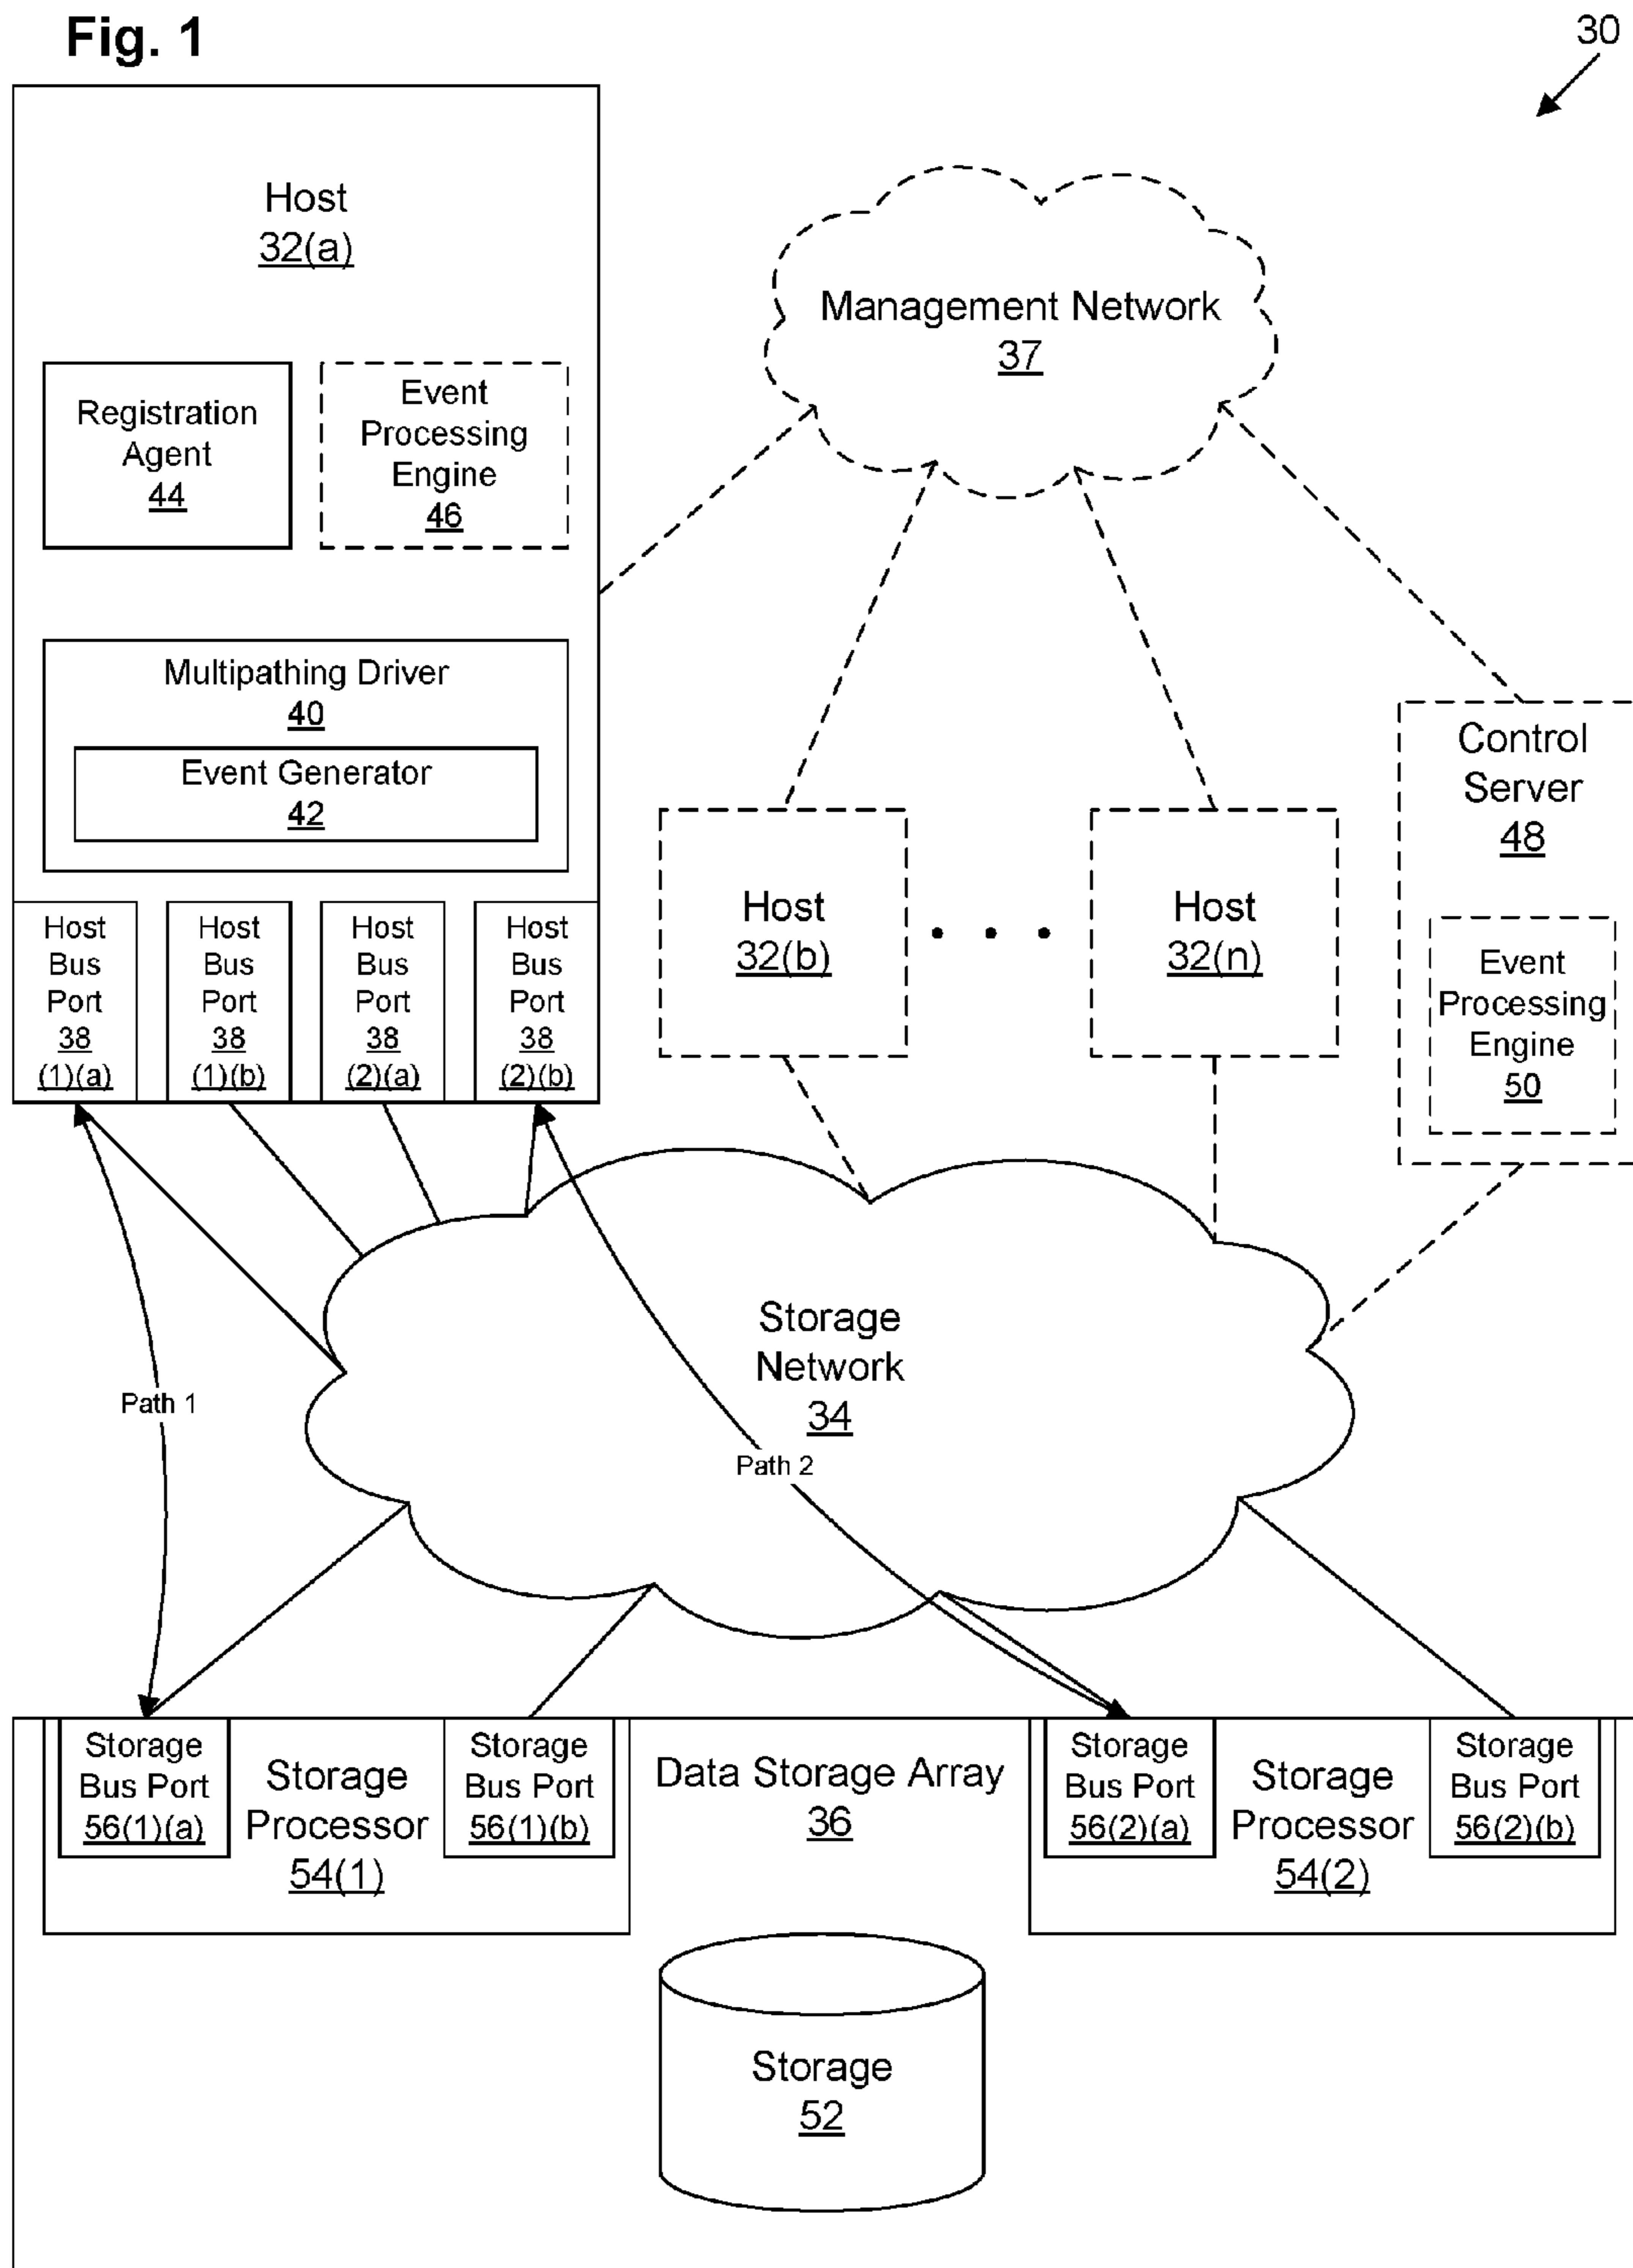 Fig. 1
30
Host
32(a)
Management Network
37
Registration
Agent
44
Event
Processing
Engine
46
Multipathing Driver
40
Event Generator
42
Host
Bus
Port
38
(1)(a)
Host
Bus
Port
38
(1)(b)
Host
Bus
Port
38
(2)(a)
Host
Bus
Port
38
(2)(b)
Host
32(b)
Host
32(n)
Control
Server
48
Event
Processing
Engine
50
Storage
Network
34
Path 1
Path 2
Storage
Bus Port
56(1)(a)
Storage
Processor
54(1)
Storage
Bus Port
56(1)(b)
Data Storage Array
36
Storage
Bus Port
56(2)(a)
Storage
Processor
54(2)
Storage
Bus Port
56(2)(b)
Storage
52